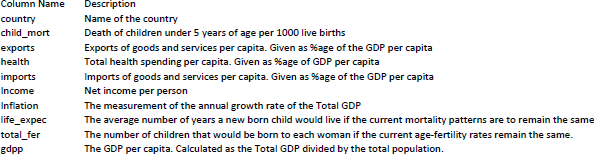 Column Name Description
country Name of the country
child_mort Death of children under 5 years of age per 1000 live births
exports Exports of goods and services per capita. Given as %age of the GDP per capita
health Total health spending per capita. Given as %age of GDP per capita
imports Imports of goods and services per capita. Given as %age of the GDP per capita
Income Net income per person
Inflation The measurement of the annual growth rate of the Total GDP
life_expec The average number of years a new born child would live if the current mortality patterns are to remain the same
total_fer The number of children that would be born to each woman if the current age-fertility rates remain the same.
gdpp The GDP per capita. Calculated as the Total GDP divided by the total population.